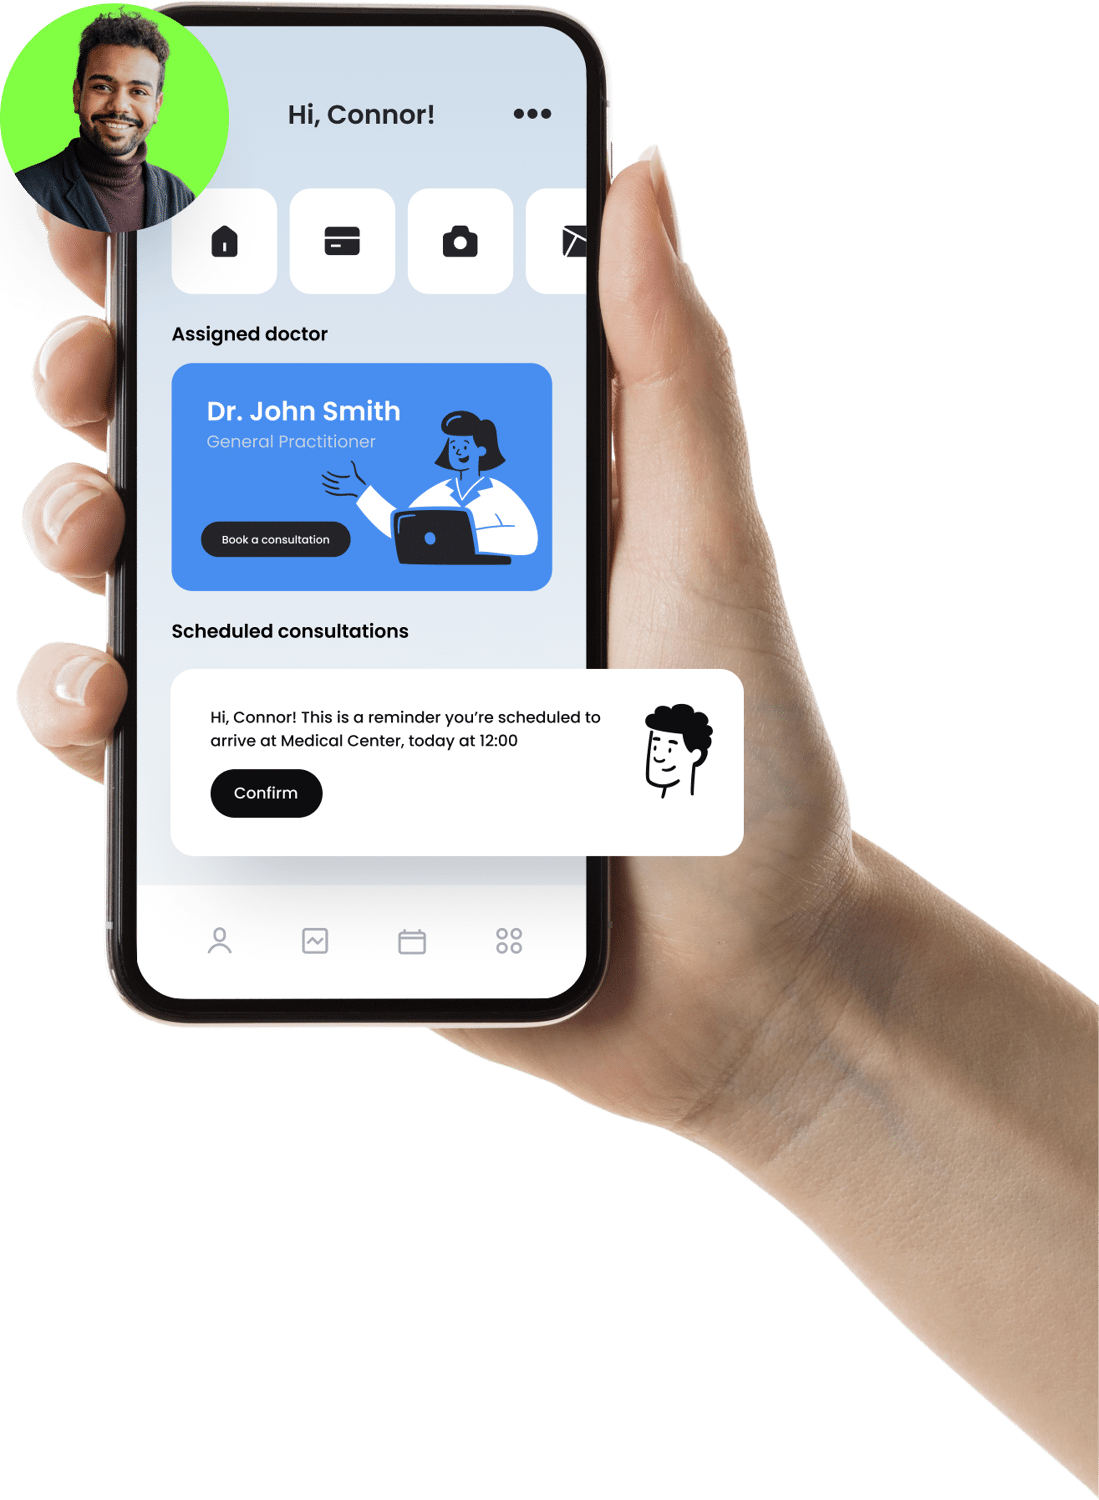 Hi, Connor!
Assigned doctor
Dr. John Smith
General Practitioner
Book a consultation
Scheduled consultations
Hi, Connor! This is a reminder you’re scheduled to
arrive at Medical Center, today at 12:00
Confirm